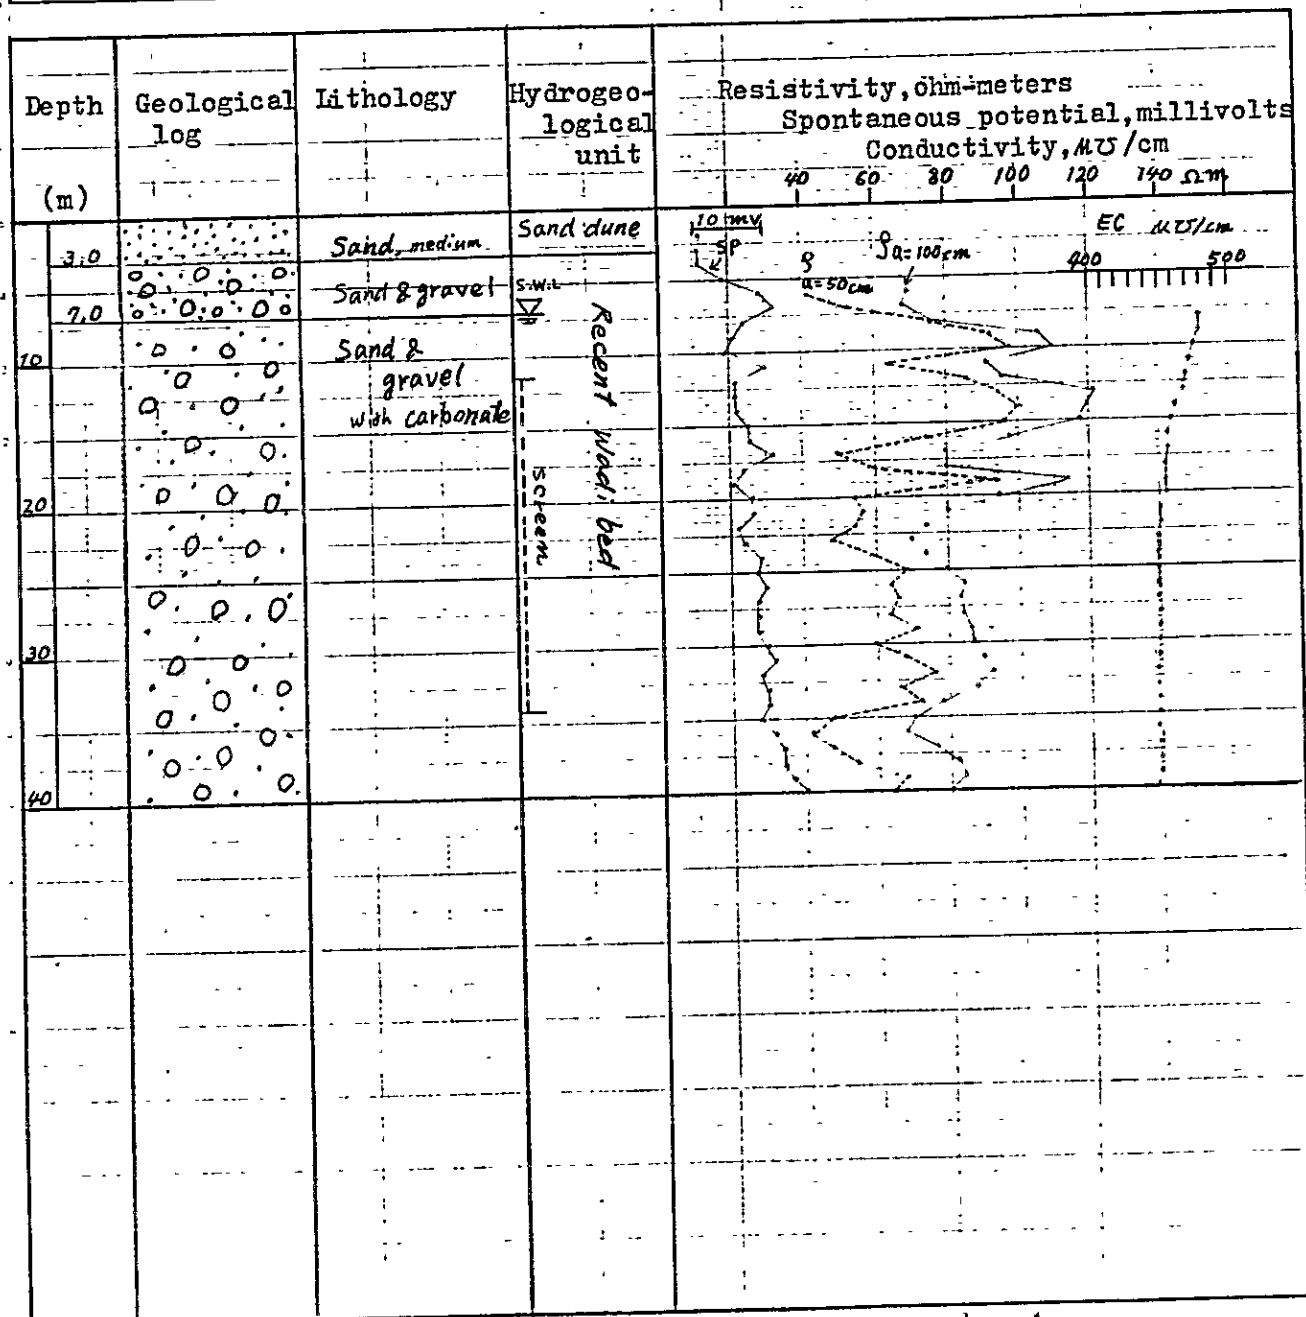 Depth
(m)
Geological
log
Lithology
Hydrogeo-
logical
unit
Resistivity, ohm-meters
Spontaneous potential, millivolts
Conductivity, μ℧/cm
40 60 80 100 120 140 Ωm
Sand dune
10 mv
EC μ℧/cm
3.0
Sand, medium
SP
ρ
a=50cm
ρa=100cm
400 500
Sand & gravel
S.W.L
7.0
Recent Wadi bed
10
Sand &
gravel
with carbonate
screen
20
30
40